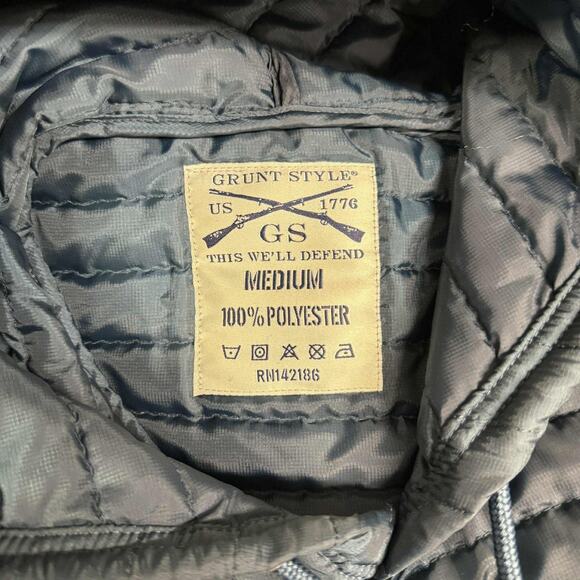 GRUNT STYLE®
US 1776
GS
THIS WE'LL DEFEND
MEDIUM
100% POLYESTER
RN142186